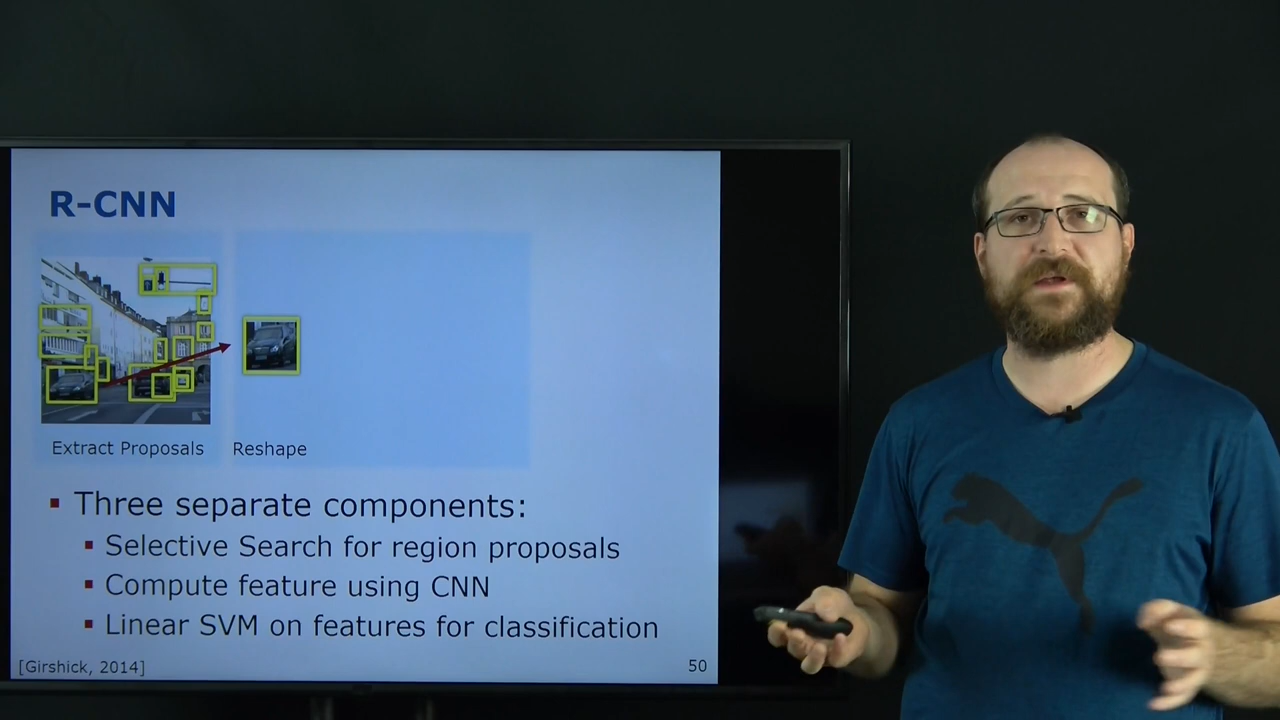 R-CNN
Extract Proposals
Reshape
▪ Three separate components:
▪ Selective Search for region proposals
▪ Compute feature using CNN
▪ Linear SVM on features for classification
[Girshick, 2014]
50